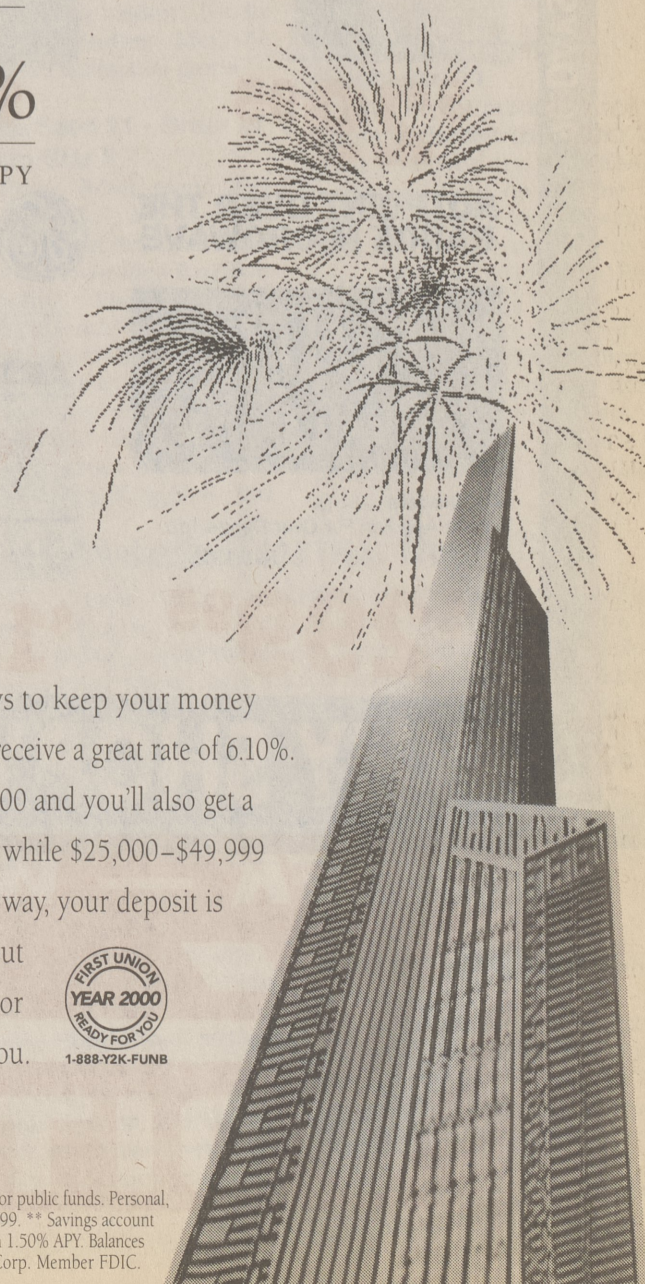 %
PY
ys to keep your money
receive a great rate of 6.10%.
00 and you'll also get a
while $25,000–$49,999
way, your deposit is
ut
or
ou.
FIRST UNION
YEAR 2000
READY FOR YOU
1-888-Y2K-FUNB
or public funds. Personal,
99. ** Savings account
1.50% APY. Balances
Corp. Member FDIC.